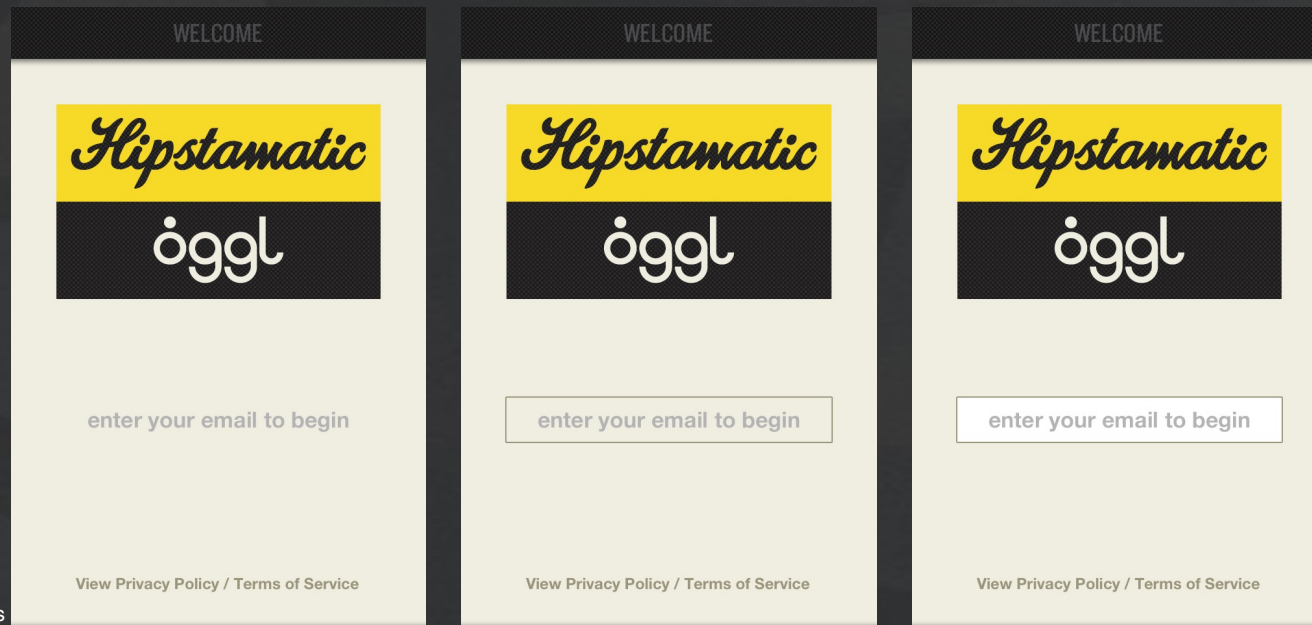 WELCOME
Hipstamatic
öggl
enter your email to begin
View Privacy Policy / Terms of Service
WELCOME
Hipstamatic
öggl
enter your email to begin
View Privacy Policy / Terms of Service
WELCOME
Hipstamatic
öggl
enter your email to begin
View Privacy Policy / Terms of Service